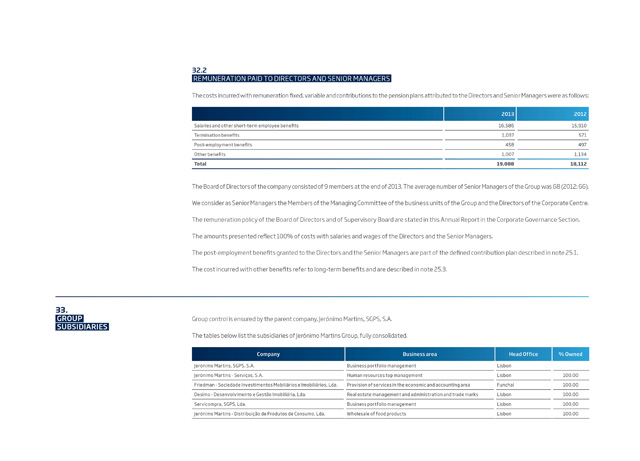 32.2
REMUNERATION PAID TO DIRECTORS AND SENIOR MANAGERS
The costs incurred with remuneration fixed, variable and contributions to the pension plans attributed to the Directors and Senior Managers were as follows:
2013 2012
Salaries and other short-term employee benefits 16,586 15,910
Termination benefits 1,037 571
Post-employment benefits 458 497
Other benefits 1,007 1,134
Total 19,088 18,112
The Board of Directors of the company consisted of 9 members at the end of 2013. The average number of Senior Managers of the Group was 68 (2012: 66).
We consider as Senior Managers the Members of the Managing Committee of the business units of the Group and the Directors of the Corporate Centre.
The remuneration policy of the Board of Directors and of Supervisory Board are stated in this Annual Report in the Corporate Governance Section.
The amounts presented reflect 100% of costs with salaries and wages of the Directors and the Senior Managers.
The post-employment benefits granted to the Directors and the Senior Managers are part of the defined contribution plan described in note 25.1.
The cost incurred with other benefits refer to long-term benefits and are described in note 25.3.
33.
GROUP
SUBSIDIARIES
Group control is ensured by the parent company, Jerónimo Martins, SGPS, S.A.
The tables below list the subsidiaries of Jerónimo Martins Group, fully consolidated.
Company Business area Head Office % Owned
Jerónimo Martins, SGPS, S.A. Business portfolio management Lisbon
Jerónimo Martins - Serviços, S.A. Human resources top management Lisbon 100.00
Friedman - Sociedade Investimentos Mobiliários e Imobiliários, Lda. Provision of services in the economic and accounting area Funchal 100.00
Desimo - Desenvolvimento e Gestão Imobiliária, Lda. Real estate management and administration and trade marks Lisbon 100.00
Servicompra, SGPS, Lda. Business portfolio management Lisbon 100.00
Jerónimo Martins - Distribuição de Produtos de Consumo, Lda. Wholesale of food products Lisbon 100.00